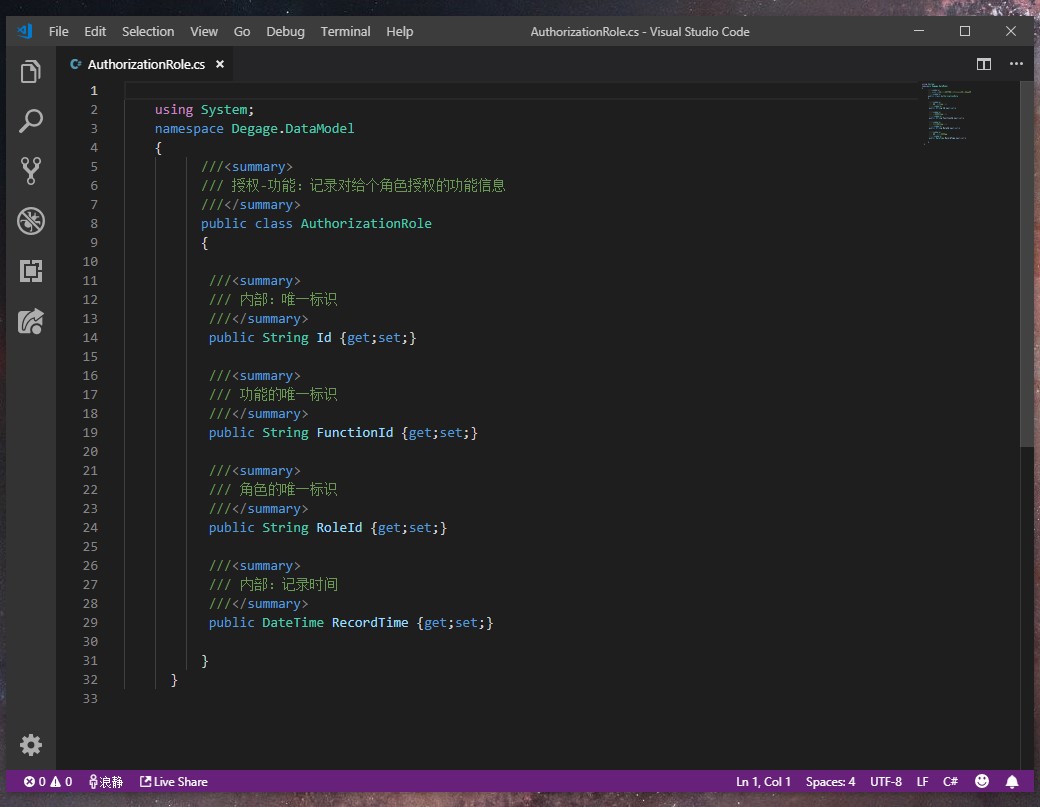 File Edit Selection View Go Debug Terminal Help AuthorizationRole.cs - Visual Studio Code
AuthorizationRole.cs
1
2 using System;
3 namespace Degage.DataModel
4 {
5 ///<summary>
6 /// 授权-功能：记录对给个角色授权的功能信息
7 ///</summary>
8 public class AuthorizationRole
9 {
10
11 ///<summary>
12 /// 内部：唯一标识
13 ///</summary>
14 public String Id {get;set;}
15
16 ///<summary>
17 /// 功能的唯一标识
18 ///</summary>
19 public String FunctionId {get;set;}
20
21 ///<summary>
22 /// 角色的唯一标识
23 ///</summary>
24 public String RoleId {get;set;}
25
26 ///<summary>
27 /// 内部：记录时间
28 ///</summary>
29 public DateTime RecordTime {get;set;}
30
31 }
32 }
33
0 0 浪静 Live Share Ln 1, Col 1 Spaces: 4 UTF-8 LF C#